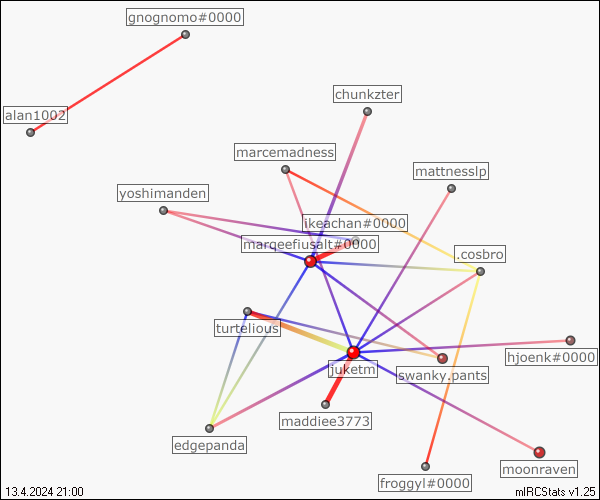 gnognomo#0000
alan1002
chunkzter
marcemadness
mattnesslp
yoshimanden
ikeachan#0000
marqeefiusalt#0000
.cosbro
turtelious
juketm
hjoenk#0000
swanky.pants
maddiee3773
edgepanda
moonraven
froggyl#0000
13.4.2024 21:00
mIRCStats v1.25